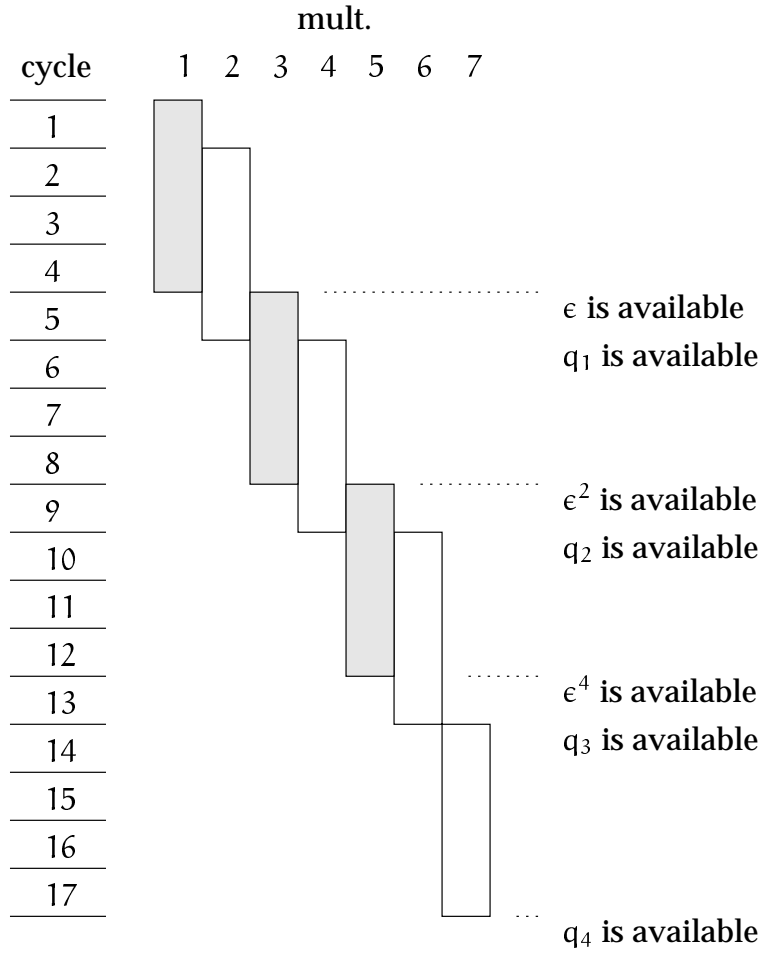 mult.
cycle 1 2 3 4 5 6 7
1
2
3
4
ϵ is available
5
q₁ is available
6
7
8
ϵ² is available
9
q₂ is available
10
11
12
ϵ⁴ is available
13
q₃ is available
14
15
16
17
q₄ is available